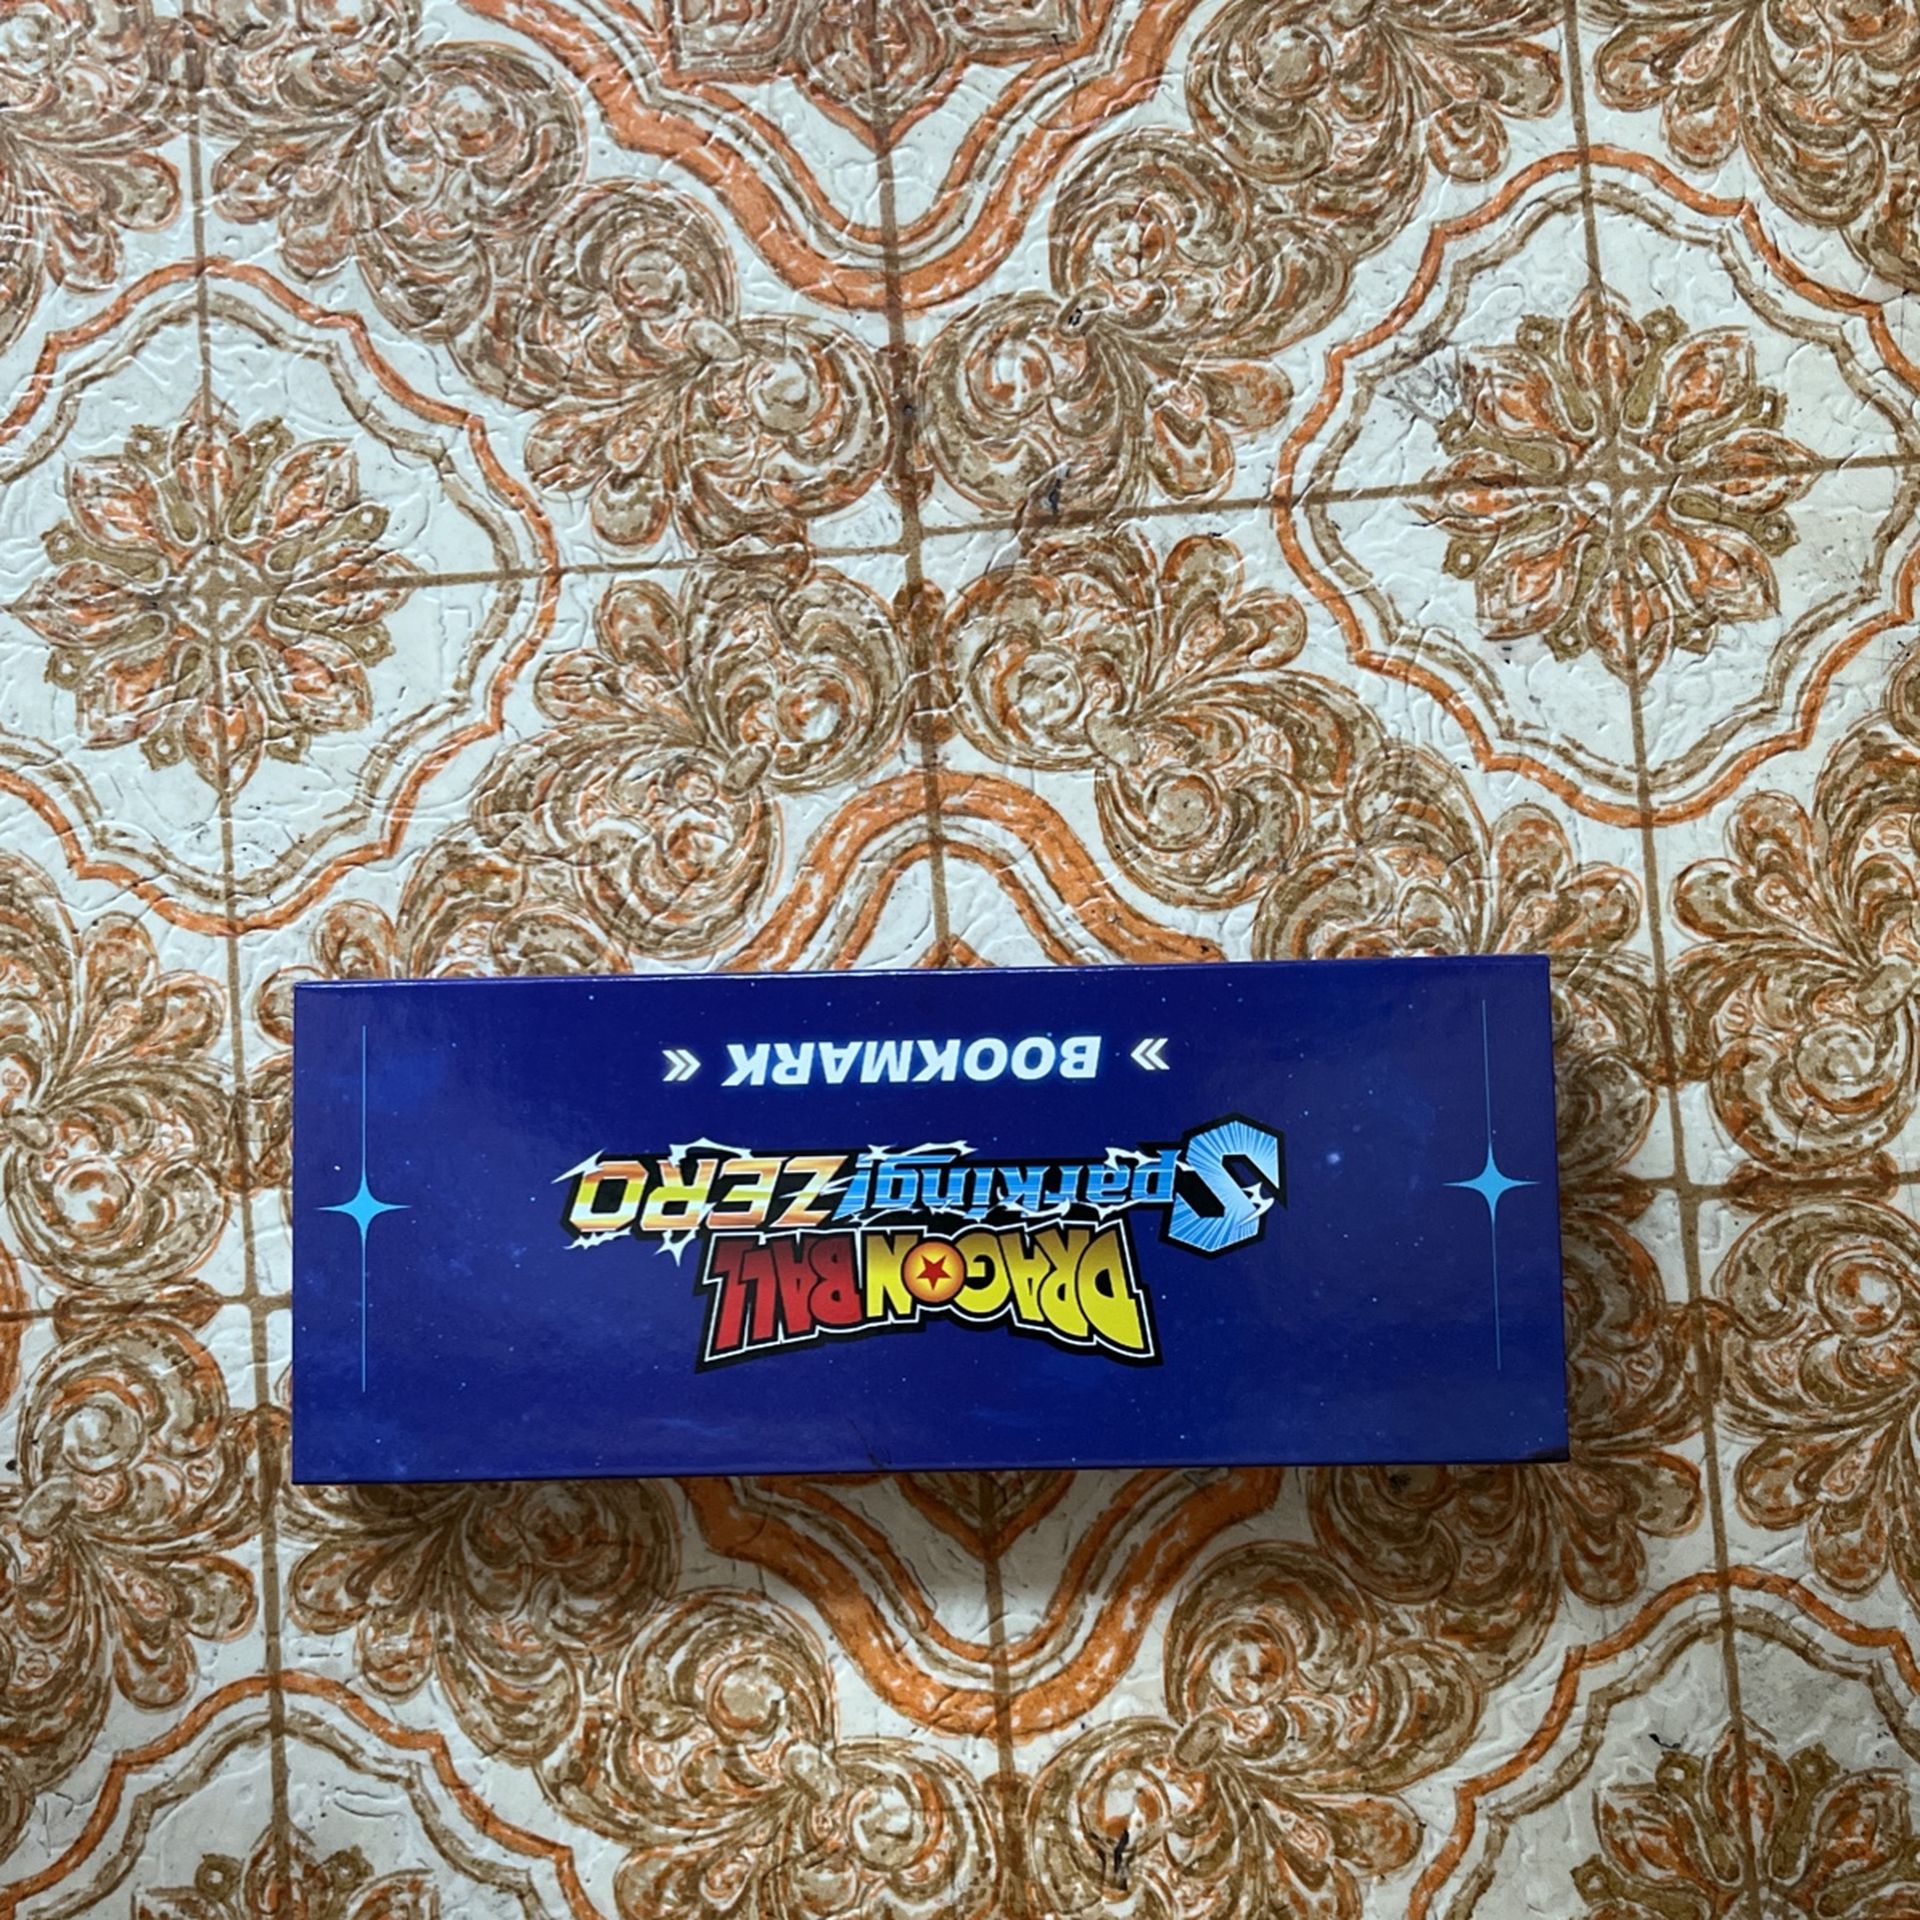 DRAGON BALL
Sparking! ZERO
» BOOKMARK «